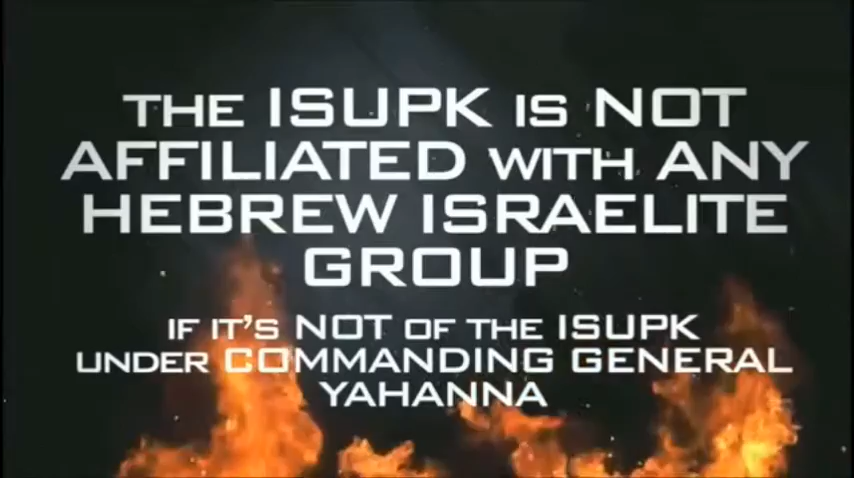 THE ISUPK IS NOT
AFFILIATED WITH ANY
HEBREW ISRAELITE
GROUP
IF IT'S NOT OF THE ISUPK
UNDER COMMANDING GENERAL
YAHANNA